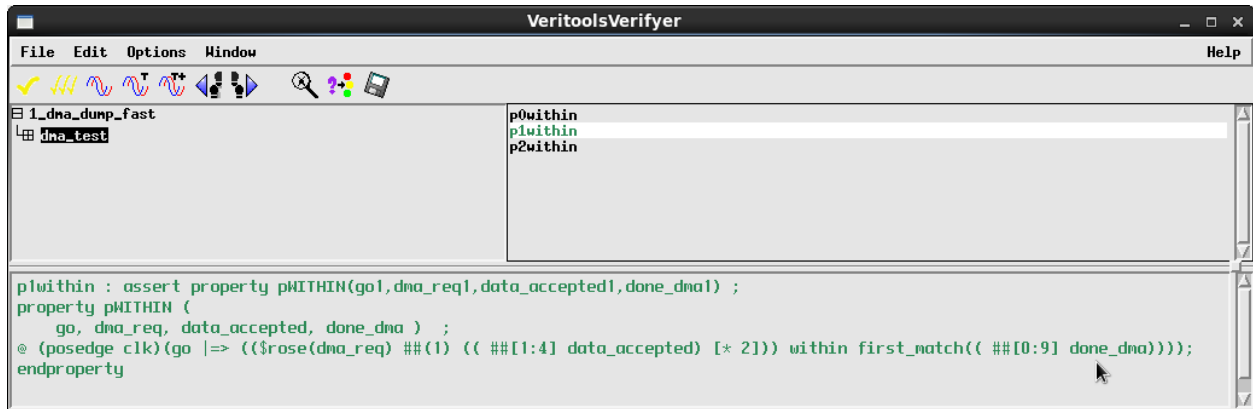 VeritoolsVerifyer
File Edit Options Window Help
T T+ ?
1_dma_dump_fast
dma_test
p0within
p1within
p2within
p1within : assert property pWITHIN(go1,dma_req1,data_accepted1,done_dma1) ;
property pWITHIN (
go, dma_req, data_accepted, done_dma ) ;
@ (posedge clk)(go |=> (($rose(dma_req) ##(1) (( ##[1:4] data_accepted) [* 2])) within first_match(( ##[0:9] done_dma))));
endproperty